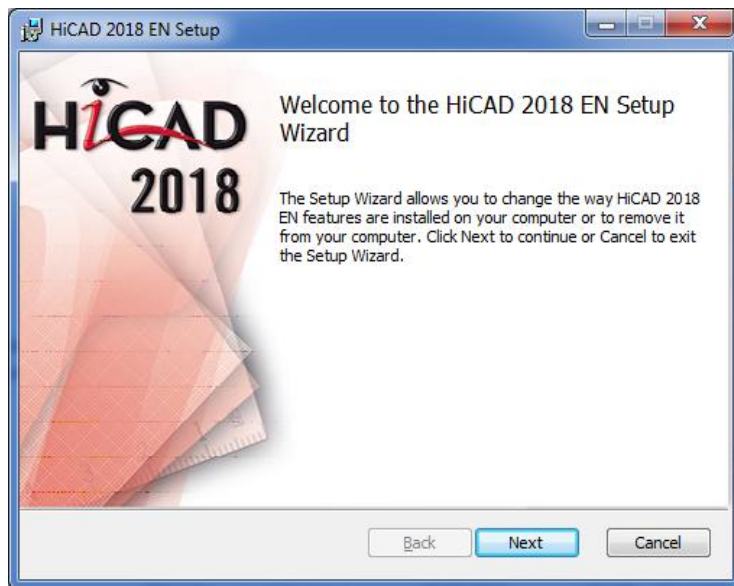 HiCAD 2018 EN Setup
HiCAD
2018
Welcome to the HiCAD 2018 EN Setup
Wizard
The Setup Wizard allows you to change the way HiCAD 2018
EN features are installed on your computer or to remove it
from your computer. Click Next to continue or Cancel to exit
the Setup Wizard.
Back Next Cancel